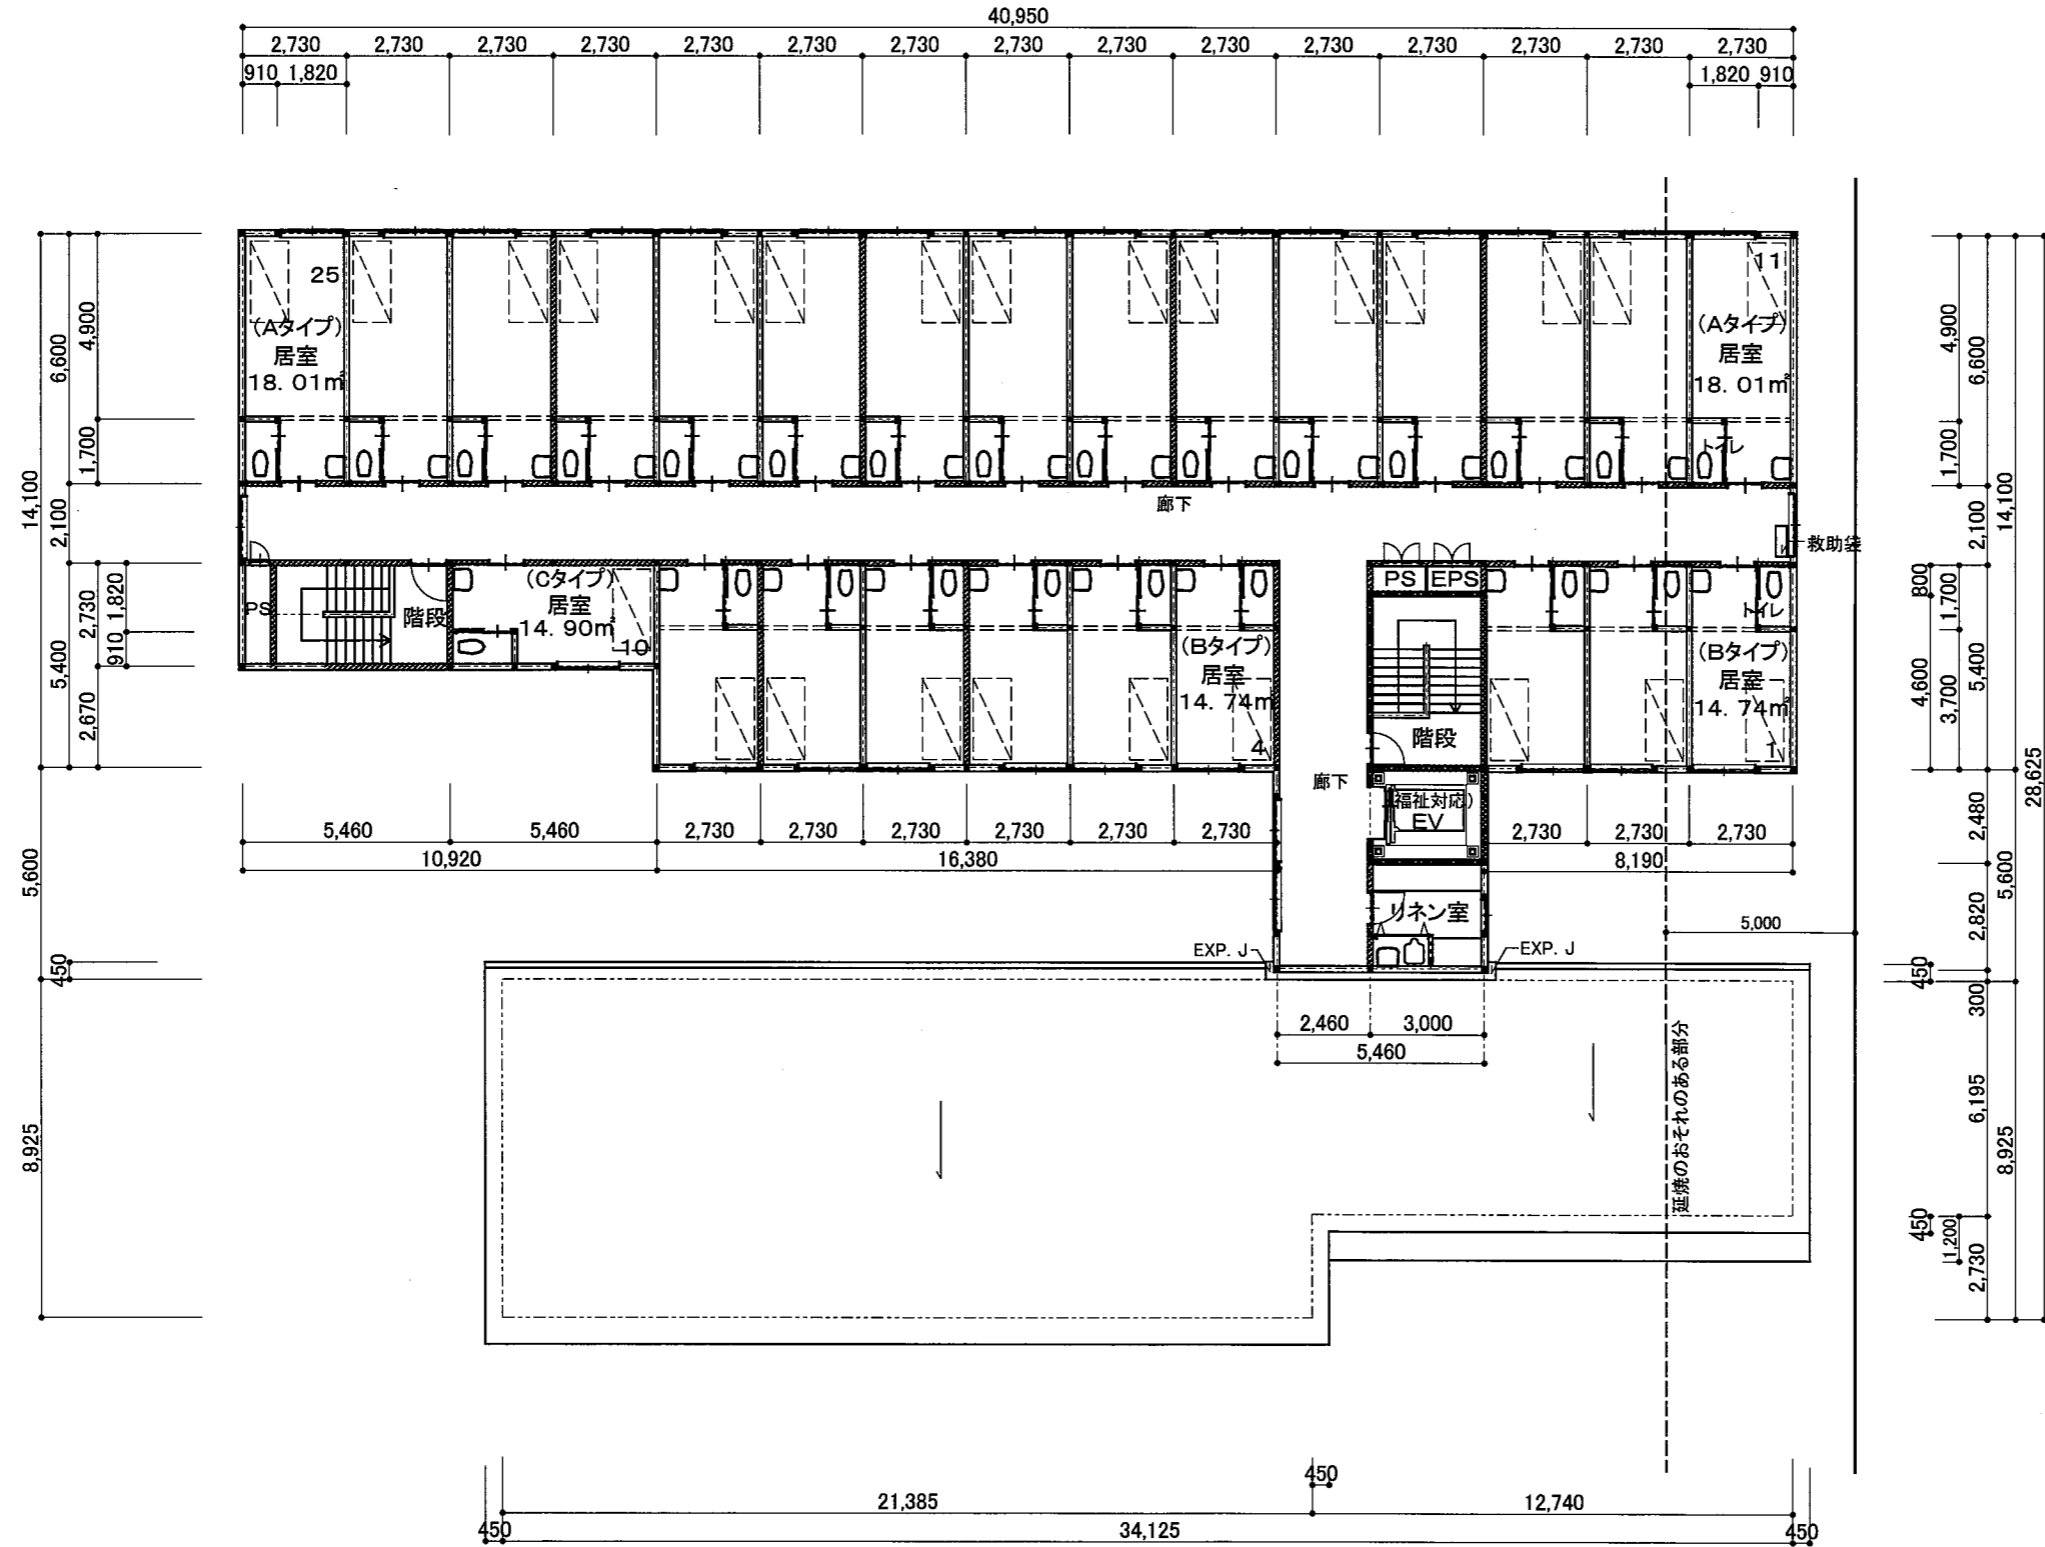 40,950
2,730 2,730 2,730 2,730 2,730 2,730 2,730 2,730 2,730 2,730 2,730 2,730 2,730 2,730 2,730
910 1,820
1,820 910
25
(Aタイプ)
居室
18.01㎡
11
(Aタイプ)
居室
18.01㎡
トイレ
廊下
救助袋
PS
階段
(Cタイプ)
居室
14.90㎡
10
(Bタイプ)
居室
14.74㎡
4
PS EPS
階段
トイレ
(Bタイプ)
居室
14.74㎡
1
廊下
(福祉対応)
EV
リネン室
EXP. J
EXP. J
5,460 5,460 2,730 2,730 2,730 2,730 2,730 2,730
2,730 2,730 2,730
10,920 16,380
8,190
5,000
2,460 3,000
5,460
延焼のおそれのある部分
14,100
5,600
8,925
6,600
2,100
5,400
450
4,900
1,700
2,730
2,670
1,820
910
800
4,600
450
450
4,900
1,700
1,700
3,700
1,200
6,600
2,100
5,400
2,480
2,820
300
6,195
2,730
14,100
5,600
8,925
28,625
450
21,385 12,740
450 34,125 450